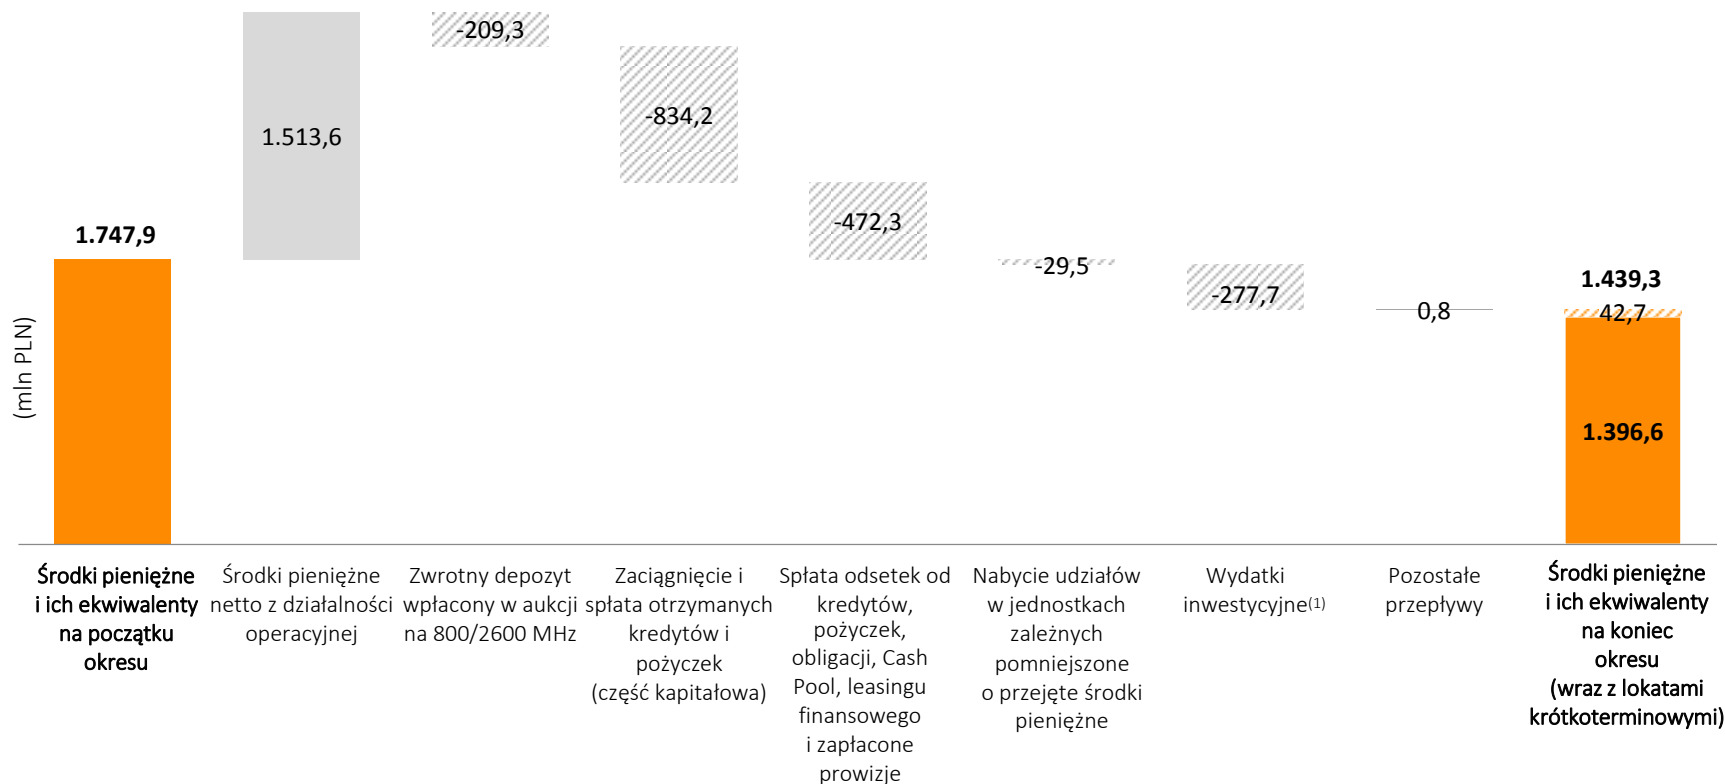 -209,3
-834,2
1.513,6
-472,3
1.747,9
-29,5
-277,7
0,8
1.439,3
42,7
1.396,6
(mln PLN)
Środki pieniężne
i ich ekwiwalenty
na początku
okresu
Środki pieniężne
netto z działalności
operacyjnej
Zwrotny depozyt
wpłacony w aukcji
na 800/2600 MHz
Zaciągnięcie i
spłata otrzymanych
kredytów i
pożyczek
(część kapitałowa)
Spłata odsetek od
kredytów,
pożyczek,
obligacji, Cash
Pool, leasingu
finansowego
i zapłacone
prowizje
Nabycie udziałów
w jednostkach
zależnych
pomniejszone
o przejęte środki
pieniężne
Wydatki
inwestycyjne(1)
Pozostałe
przepływy
Środki pieniężne
i ich ekwiwalenty
na koniec
okresu
(wraz z lokatami
krótkoterminowymi)